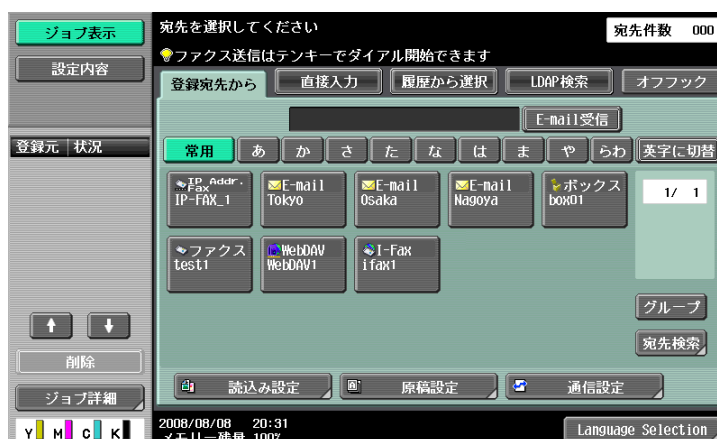 ジョブ表示
設定内容
登録元 状況
削除
ジョブ詳細
Y M C K
宛先を選択してください
宛先件数 000
ファクス送信はテンキーでダイアル開始できます
登録宛先から 直接入力 履歴から選択 LDAP検索 オフフック
E-mail受信
常用 あ か さ た な は ま や らわ 英字に切替
IP Addr. Fax
IP-FAX_1
E-mail
Tokyo
E-mail
Osaka
E-mail
Nagoya
ボックス
box01
1/ 1
ファクス
test1
WebDAV
WebDAV1
I-Fax
ifax1
グループ
宛先検索
読込み設定 原稿設定 通信設定
2008/08/08 20:31
メモリー残量 100%
Language Selection